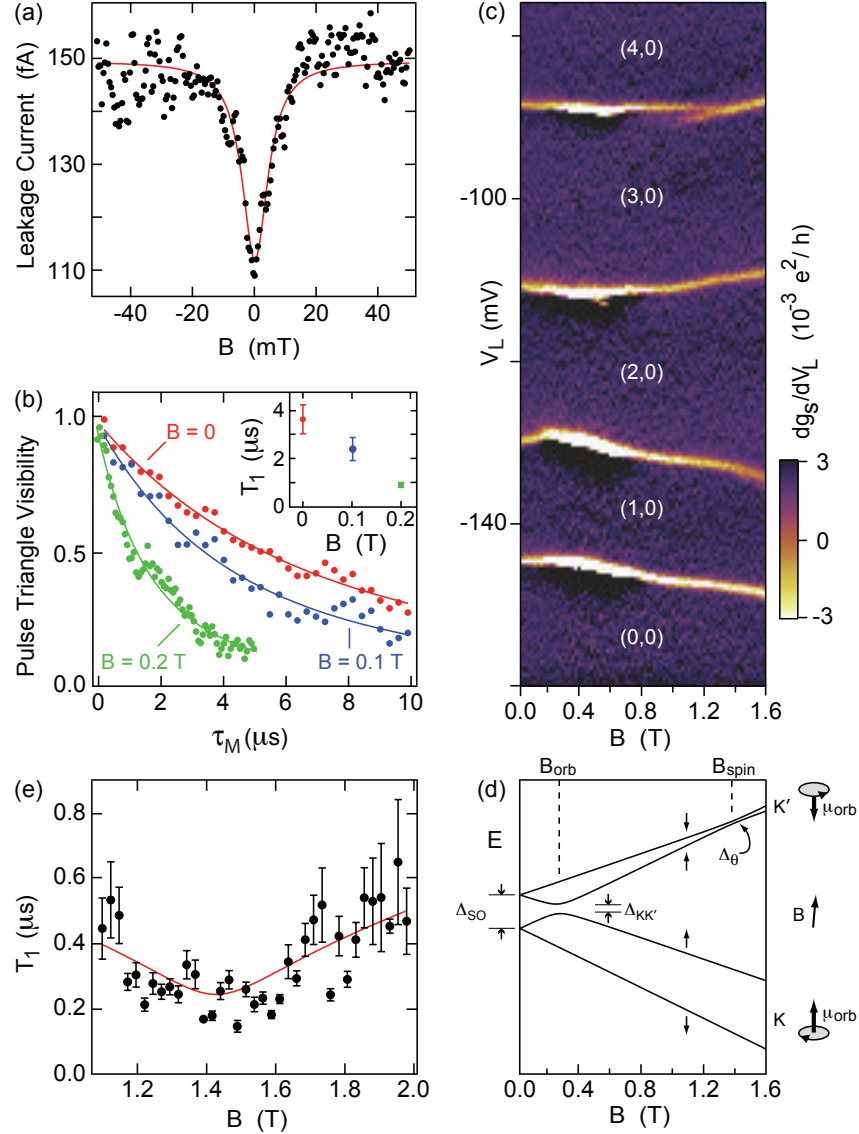 (a)
150
130
110
Leakage Current (fA)
-40 -20 0 20 40
B (mT)
(b)
1.0
0.5
0.0
Pulse Triangle Visibility
B = 0
B = 0.2 T
B = 0.1 T
0 2 4 6 8 10
τM (μs)
4
2
0
T1 (μs)
0.0 0.1 0.2
B (T)
(c)
(4,0)
(3,0)
(2,0)
(1,0)
(0,0)
-100
-140
VL (mV)
0.0 0.4 0.8 1.2 1.6
B (T)
dgs/dVL (10⁻³ e²/h)
3
0
-3
(d)
Borb
Bspin
E
ΔSO
ΔKK′
Δθ
K′
μorb
B
K
μorb
0.0 0.4 0.8 1.2 1.6
B (T)
(e)
0.8
0.6
0.4
0.2
0.0
T1 (μs)
1.2 1.4 1.6 1.8 2.0
B (T)